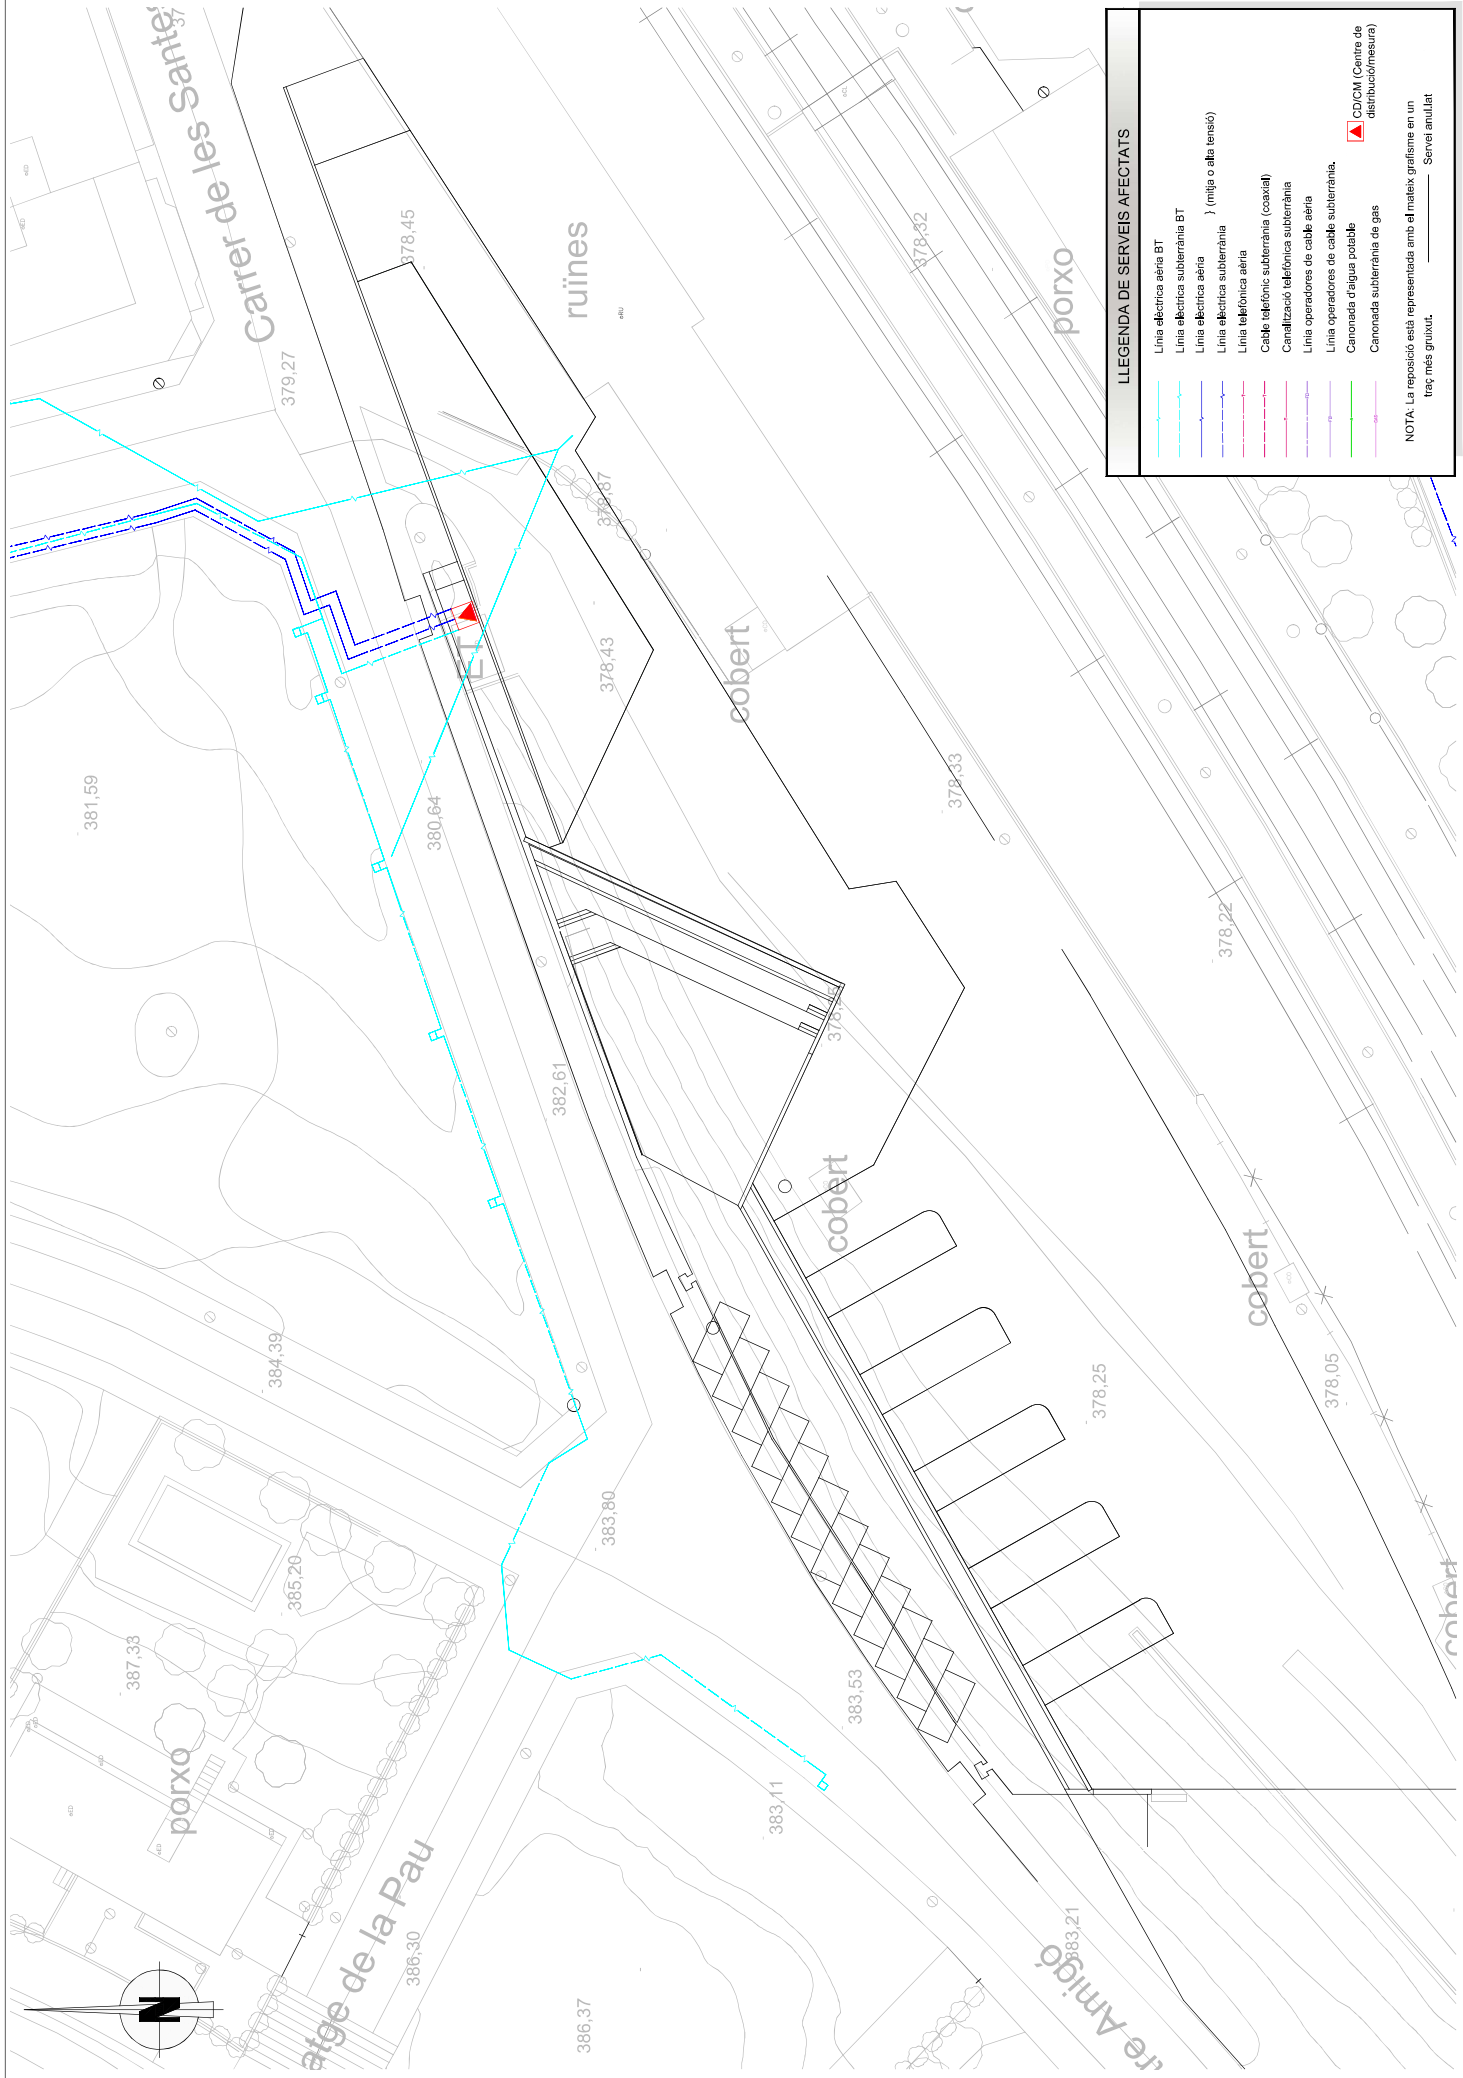 LLEGENDA DE SERVEIS AFECTATS
Línia elèctrica aèria BT
Línia elèctrica subterrània BT
Línia elèctrica aèria
} (mitja o alta tensió)
Línia elèctrica subterrània
Línia telefònica aèria
Cable telefònic subterrània (coaxial)
Canalització telefònica subterrània
Línia operadores de cable aèria
Línia operadores de cable subterrània.
Canonada d'aigua potable
Canonada subterrània de gas
CD/CM (Centre de
distribució/mesura)
NOTA: La reposició està representada amb el mateix grafisme en un
traç més gruixut.
Servei anul.lat
Carrer de les Santes
379,27
378,45
ruïnes
378,32
porxo
378,87
ET
378,43
cobert
381,59
380,64
378,33
378,22
382,61
cobert
cobert
384,39
378,25
378,05
383,80
385,20
cobert
387,33
porxo
383,53
383,11
atge de la Pau
386,30
386,37
383,21
re Amigó
N